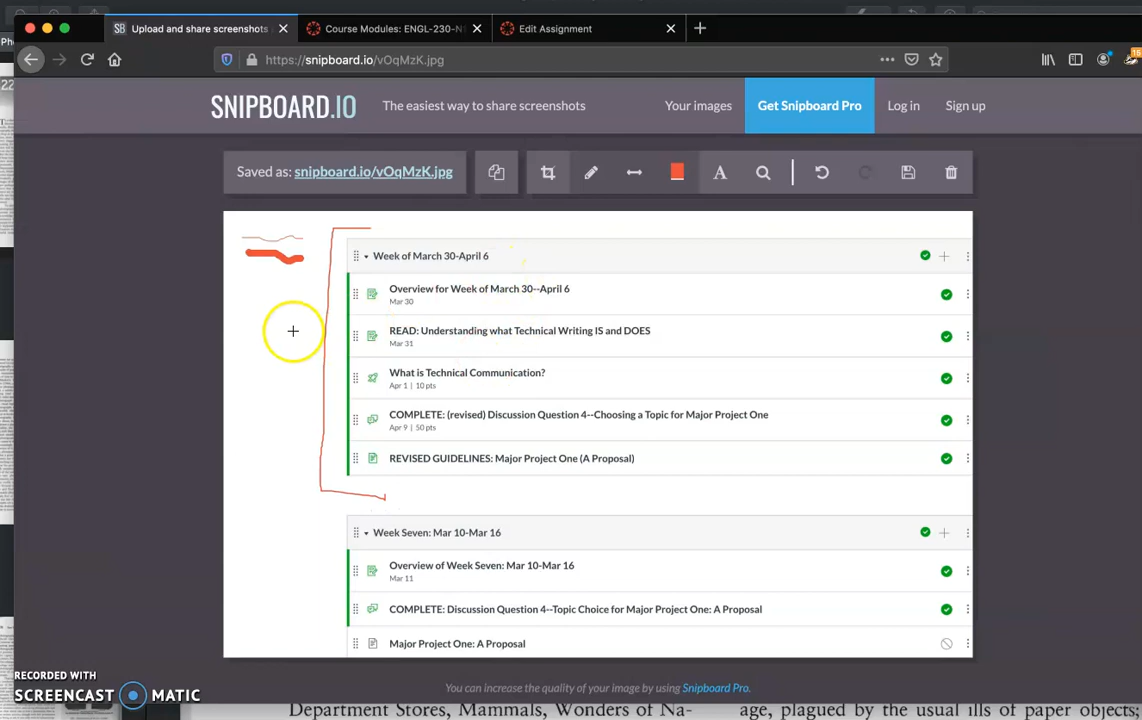 Upload and share screenshots
Course Modules: ENGL-230-N
Edit Assignment
https://snipboard.io/vOqMzK.jpg
15
22
SNIPBOARD.IO
The easiest way to share screenshots
Your images
Get Snipboard Pro
Log in
Sign up
Saved as: snipboard.io/vOqMzK.jpg
A
Week of March 30-April 6
Overview for Week of March 30--April 6
Mar 30
READ: Understanding what Technical Writing IS and DOES
Mar 31
What is Technical Communication?
Apr 1 | 10 pts
COMPLETE: (revised) Discussion Question 4--Choosing a Topic for Major Project One
Apr 9 | 50 pts
REVISED GUIDELINES: Major Project One (A Proposal)
Week Seven: Mar 10-Mar 16
Overview of Week Seven: Mar 10-Mar 16
Mar 11
COMPLETE: Discussion Question 4--Topic Choice for Major Project One: A Proposal
Major Project One: A Proposal
You can increase the quality of your image by using Snipboard Pro.
RECORDED WITH
SCREENCAST MATIC
Department Stores, Mammals, Wonders of Na-
age, plagued by the usual ills of paper objects: